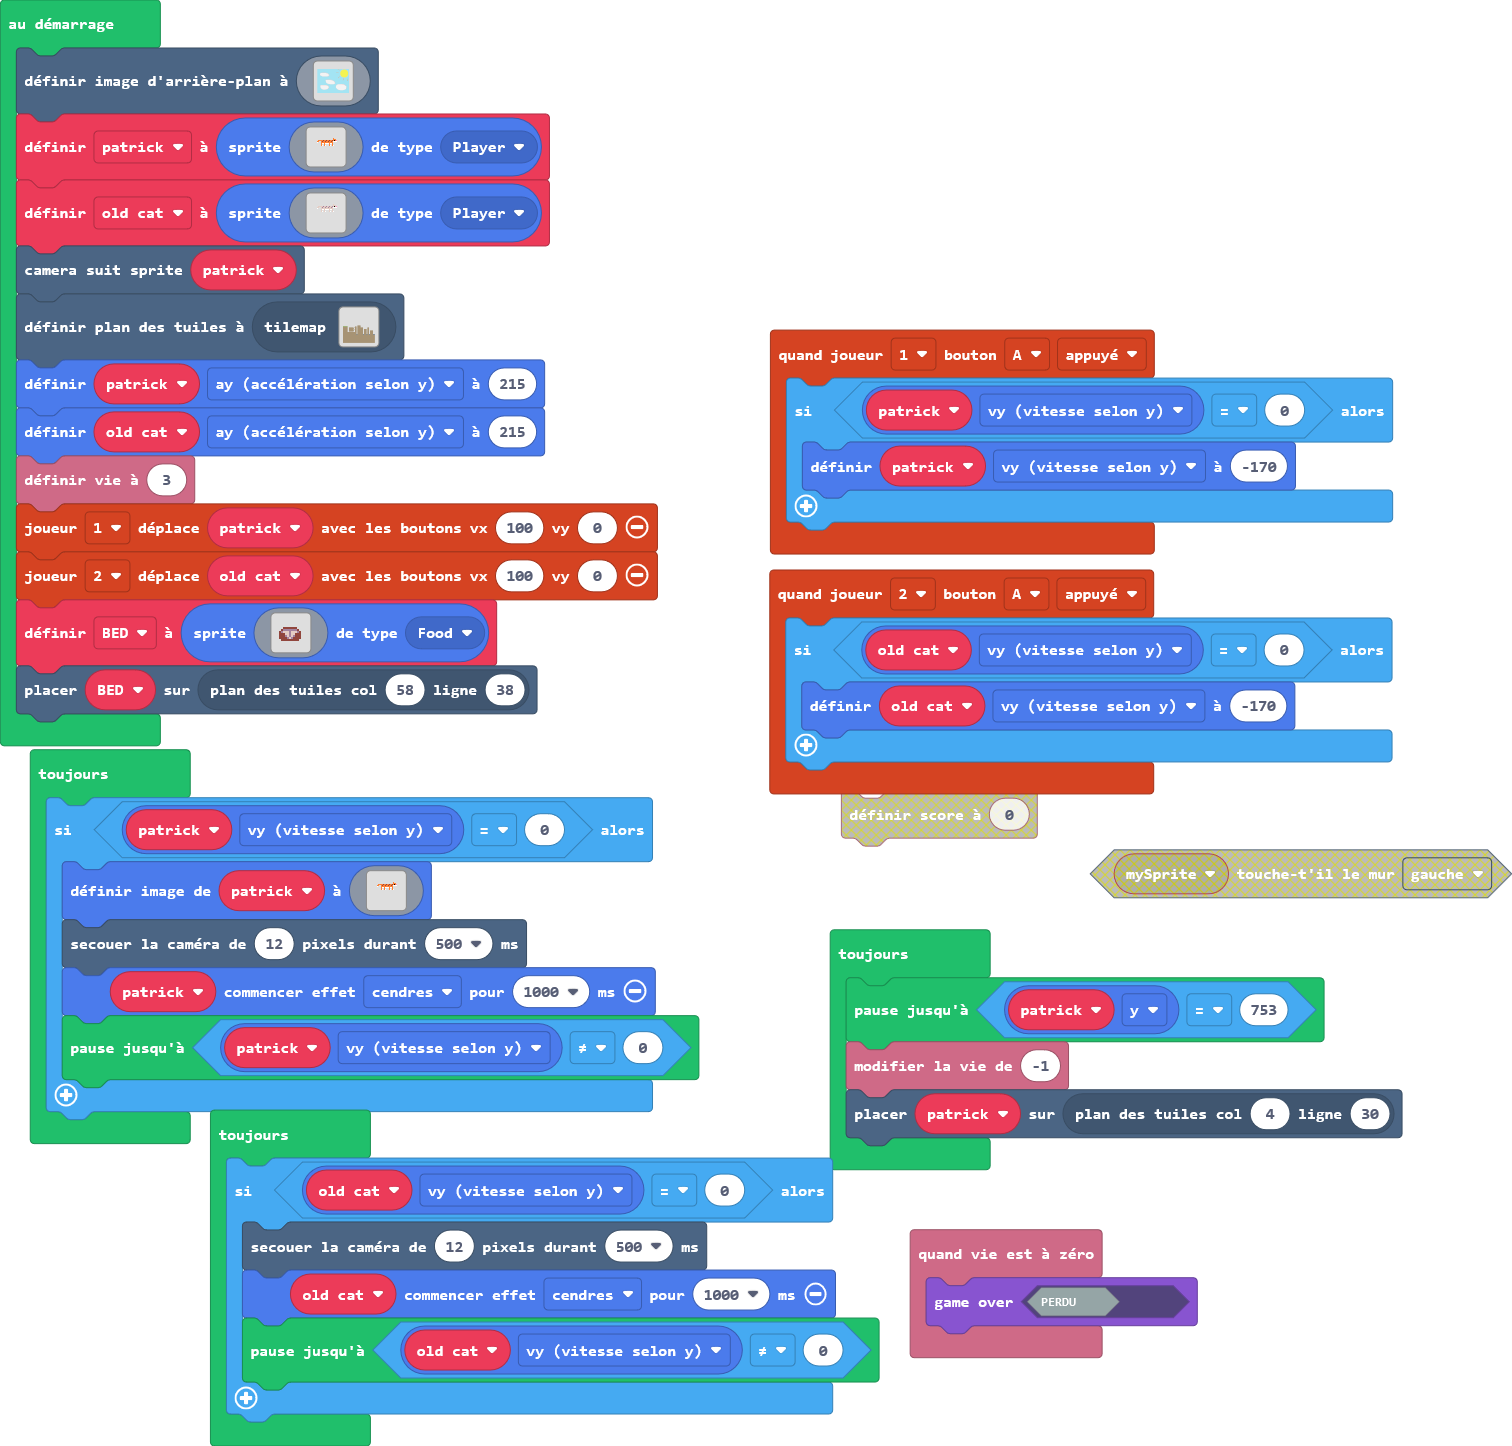 au démarrage
définir image d'arrière-plan à
définir patrick à sprite de type Player
définir old cat à sprite de type Player
camera suit sprite patrick
définir plan des tuiles à tilemap
définir patrick ay (accélération selon y) à 215
définir old cat ay (accélération selon y) à 215
définir vie à 3
joueur 1 déplace patrick avec les boutons vx 100 vy 0
joueur 2 déplace old cat avec les boutons vx 100 vy 0
définir BED à sprite de type Food
placer BED sur plan des tuiles col 58 ligne 38
toujours
si patrick vy (vitesse selon y) = 0 alors
définir image de patrick à
secouer la caméra de 12 pixels durant 500 ms
patrick commencer effet cendres pour 1000 ms
pause jusqu'à patrick vy (vitesse selon y) ≠ 0
toujours
si old cat vy (vitesse selon y) = 0 alors
secouer la caméra de 12 pixels durant 500 ms
old cat commencer effet cendres pour 1000 ms
pause jusqu'à old cat vy (vitesse selon y) ≠ 0
quand joueur 1 bouton A appuyé
si patrick vy (vitesse selon y) = 0 alors
définir patrick vy (vitesse selon y) à -170
quand joueur 2 bouton A appuyé
si old cat vy (vitesse selon y) = 0 alors
définir old cat vy (vitesse selon y) à -170
définir score à 0
mySprite touche-t'il le mur gauche
toujours
pause jusqu'à patrick y = 753
modifier la vie de -1
placer patrick sur plan des tuiles col 4 ligne 30
quand vie est à zéro
game over PERDU